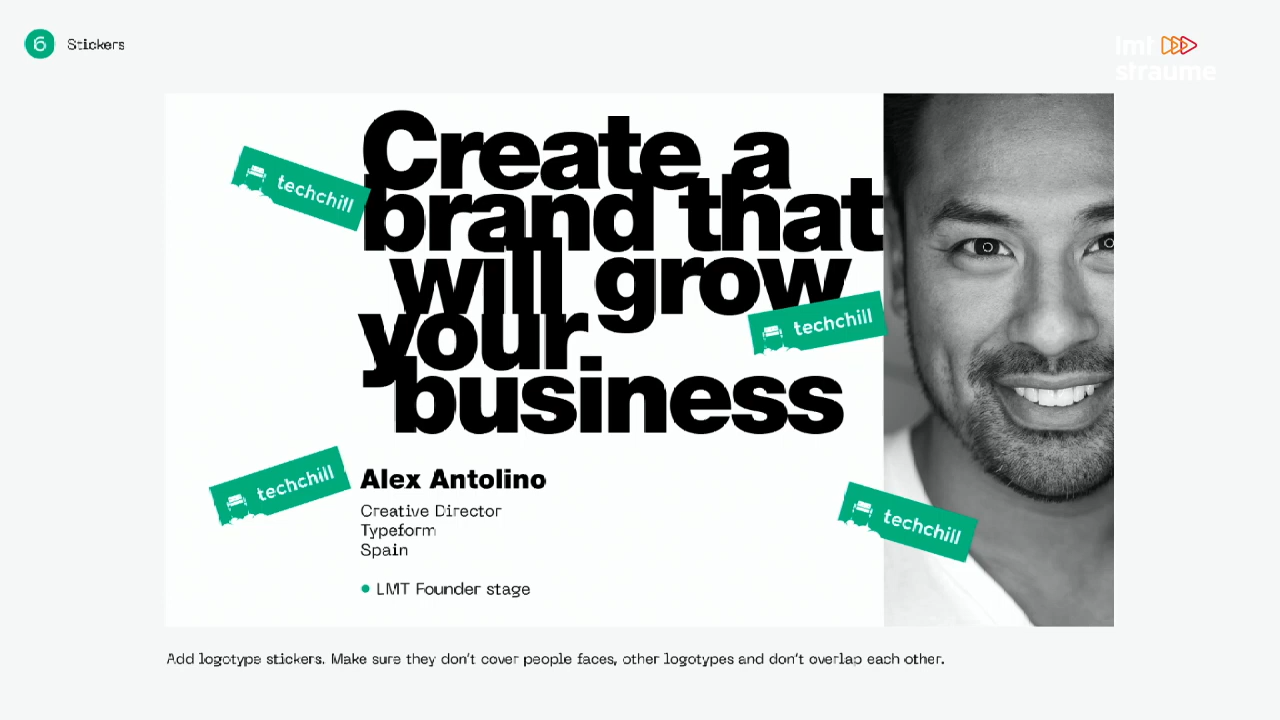 6 Stickers
lmt
straume
Create a
brand that
will grow
your
business
techchill
techchill
techchill
techchill
Alex Antolino
Creative Director
Typeform
Spain
LMT Founder stage
Add logotype stickers. Make sure they don't cover people faces, other logotypes and don't overlap each other.